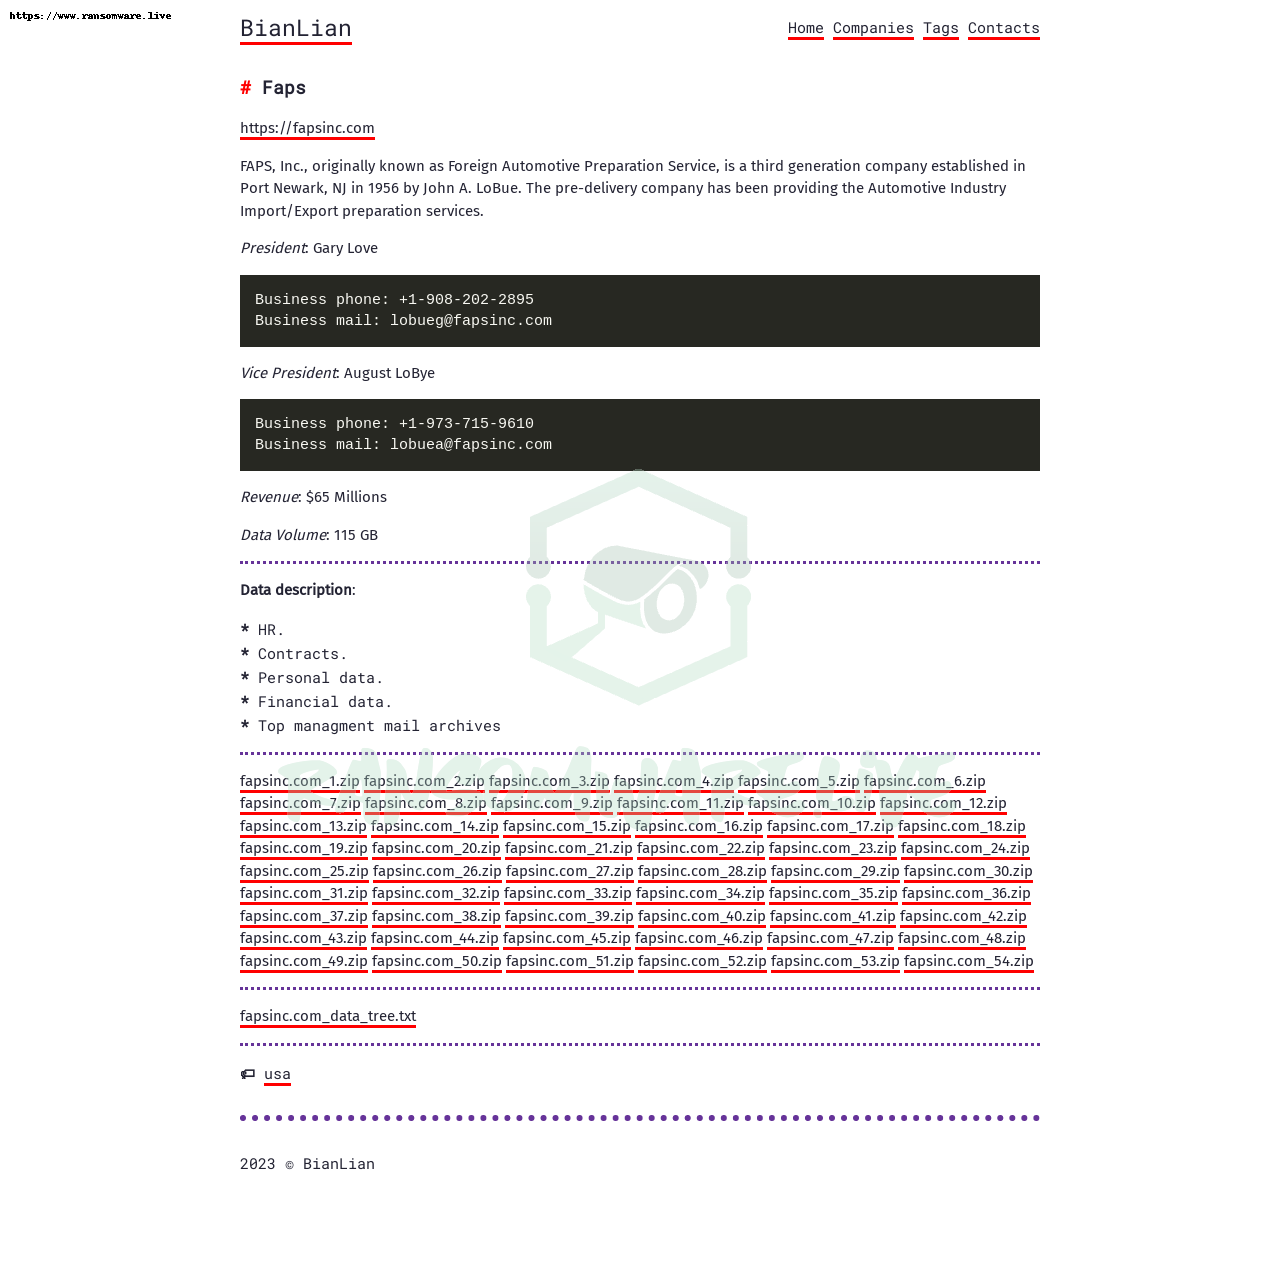 https://www.ransomware.live
BianLian
Home Companies Tags Contacts
# Faps
https://fapsinc.com
FAPS, Inc., originally known as Foreign Automotive Preparation Service, is a third generation company established in
Port Newark, NJ in 1956 by John A. LoBue. The pre-delivery company has been providing the Automotive Industry
Import/Export preparation services.
President: Gary Love
Business phone: +1-908-202-2895
Business mail: lobueg@fapsinc.com
Vice President: August LoBye
Business phone: +1-973-715-9610
Business mail: lobuea@fapsinc.com
Revenue: $65 Millions
Data Volume: 115 GB
Data description:
* HR.
* Contracts.
* Personal data.
* Financial data.
* Top managment mail archives
RANSOMWARE.LIVE
fapsinc.com_1.zip fapsinc.com_2.zip fapsinc.com_3.zip fapsinc.com_4.zip fapsinc.com_5.zip fapsinc.com_6.zip
fapsinc.com_7.zip fapsinc.com_8.zip fapsinc.com_9.zip fapsinc.com_11.zip fapsinc.com_10.zip fapsinc.com_12.zip
fapsinc.com_13.zip fapsinc.com_14.zip fapsinc.com_15.zip fapsinc.com_16.zip fapsinc.com_17.zip fapsinc.com_18.zip
fapsinc.com_19.zip fapsinc.com_20.zip fapsinc.com_21.zip fapsinc.com_22.zip fapsinc.com_23.zip fapsinc.com_24.zip
fapsinc.com_25.zip fapsinc.com_26.zip fapsinc.com_27.zip fapsinc.com_28.zip fapsinc.com_29.zip fapsinc.com_30.zip
fapsinc.com_31.zip fapsinc.com_32.zip fapsinc.com_33.zip fapsinc.com_34.zip fapsinc.com_35.zip fapsinc.com_36.zip
fapsinc.com_37.zip fapsinc.com_38.zip fapsinc.com_39.zip fapsinc.com_40.zip fapsinc.com_41.zip fapsinc.com_42.zip
fapsinc.com_43.zip fapsinc.com_44.zip fapsinc.com_45.zip fapsinc.com_46.zip fapsinc.com_47.zip fapsinc.com_48.zip
fapsinc.com_49.zip fapsinc.com_50.zip fapsinc.com_51.zip fapsinc.com_52.zip fapsinc.com_53.zip fapsinc.com_54.zip
fapsinc.com_data_tree.txt
usa
2023 © BianLian